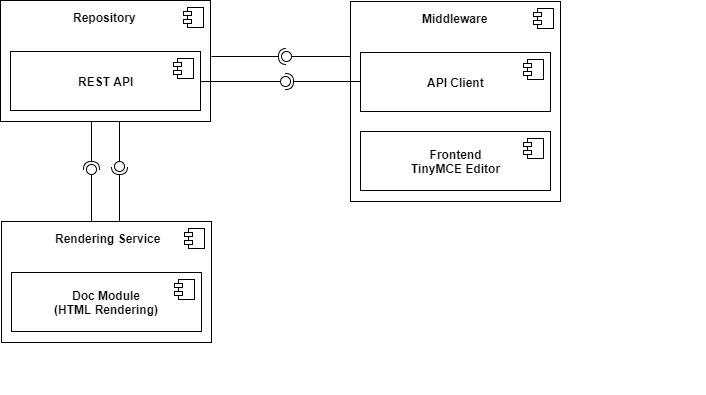 Repository
REST API
Middleware
API Client
Frontend
TinyMCE Editor
Rendering Service
Doc Module
(HTML Rendering)